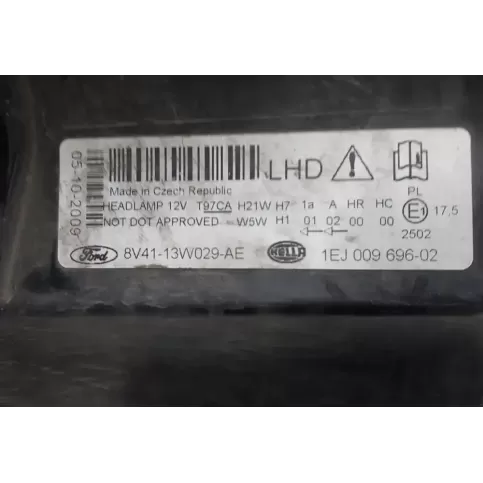 05-10-2009
LHD
Made in Czech Republic
HEADLAMP 12V T97CA H21W H7 1a A HR HC
NOT DOT APPROVED – W5W H1 01 02 00 00
PL
E1 17,5
2502
Ford 8V41-13W029-AE HELLA 1EJ 009 696-02